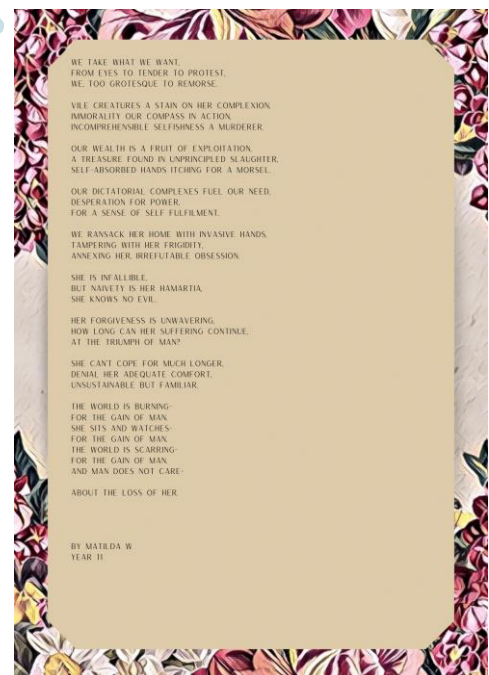 WE TAKE WHAT WE WANT,
FROM EYES TO TENDER TO PROTEST,
WE, TOO GROTESQUE TO REMORSE.

VILE CREATURES A STAIN ON HER COMPLEXION,
IMMORALITY OUR COMPASS IN ACTION,
INCOMPREHENSIBLE SELFISHNESS A MURDERER.

OUR WEALTH IS A FRUIT OF EXPLOITATION,
A TREASURE FOUND IN UNPRINCIPLED SLAUGHTER,
SELF-ABSORBED HANDS ITCHING FOR A MORSEL.

OUR DICTATORIAL COMPLEXES FUEL OUR NEED,
DESPERATION FOR POWER,
FOR A SENSE OF SELF FULFILMENT.

WE RANSACK HER HOME WITH INVASIVE HANDS,
TAMPERING WITH HER FRIGIDITY,
ANNEXING HER, IRREFUTABLE OBSESSION.

SHE IS INFALLIBLE,
BUT NAIVETY IS HER HAMARTIA,
SHE KNOWS NO EVIL.

HER FORGIVENESS IS UNWAVERING,
HOW LONG CAN HER SUFFERING CONTINUE,
AT THE TRIUMPH OF MAN?

SHE CAN'T COPE FOR MUCH LONGER,
DENIAL HER ADEQUATE COMFORT,
UNSUSTAINABLE BUT FAMILIAR.

THE WORLD IS BURNING-
FOR THE GAIN OF MAN.
SHE SITS AND WATCHES-
FOR THE GAIN OF MAN.
THE WORLD IS SCARRING-
FOR THE GAIN OF MAN.
AND MAN DOES NOT CARE-

ABOUT THE LOSS OF HER.

BY MATILDA W
YEAR 11